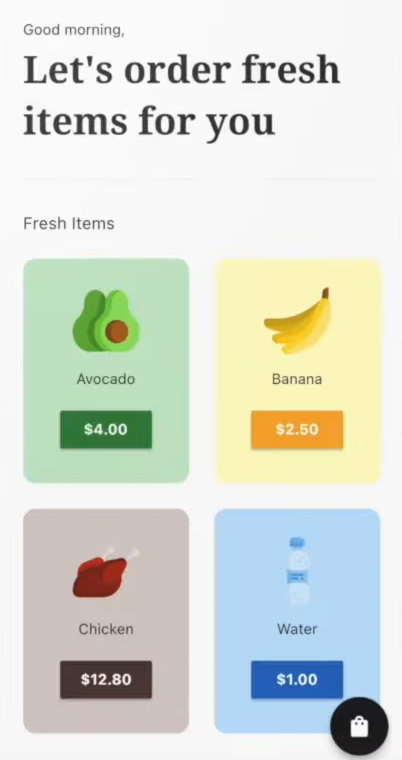 Good morning,
Let's order fresh
items for you
Fresh Items
Avocado
$4.00
Banana
$2.50
Chicken
$12.80
Water
$1.00